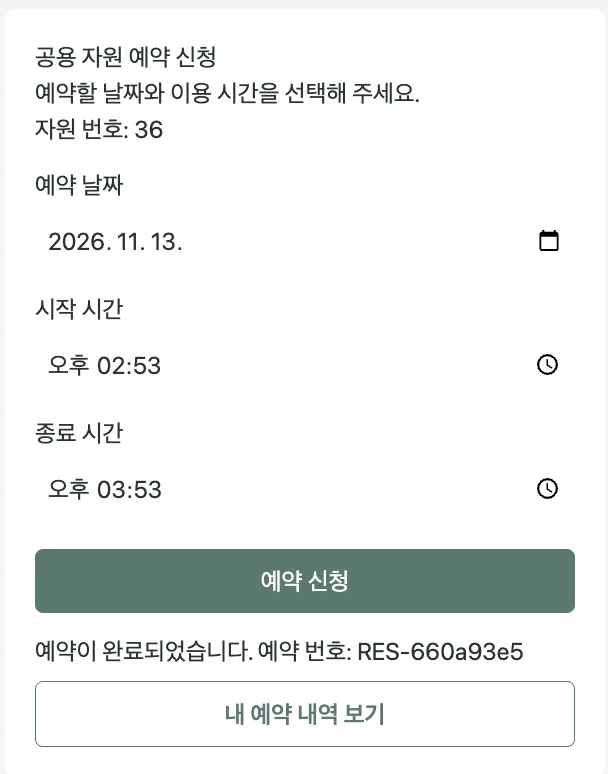 공용 자원 예약 신청
예약할 날짜와 이용 시간을 선택해 주세요.
자원 번호: 36
예약 날짜
2026. 11. 13.
시작 시간
오후 02:53
종료 시간
오후 03:53
예약 신청
예약이 완료되었습니다. 예약 번호: RES-660a93e5
내 예약 내역 보기